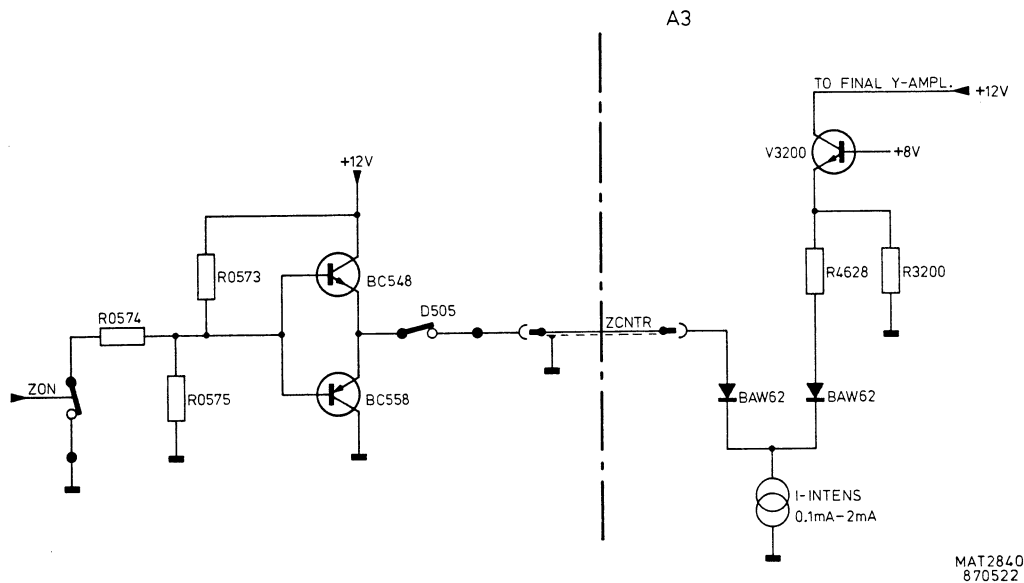 A3
TO FINAL Y-AMPL.
+12V
V3200
+8V
+12V
R0573
BC548
R4628
R3200
D505
R0574
ZCNTR
ZON
R0575
BC558
BAW62
BAW62
I-INTENS
0.1mA-2mA
MAT2840
870522